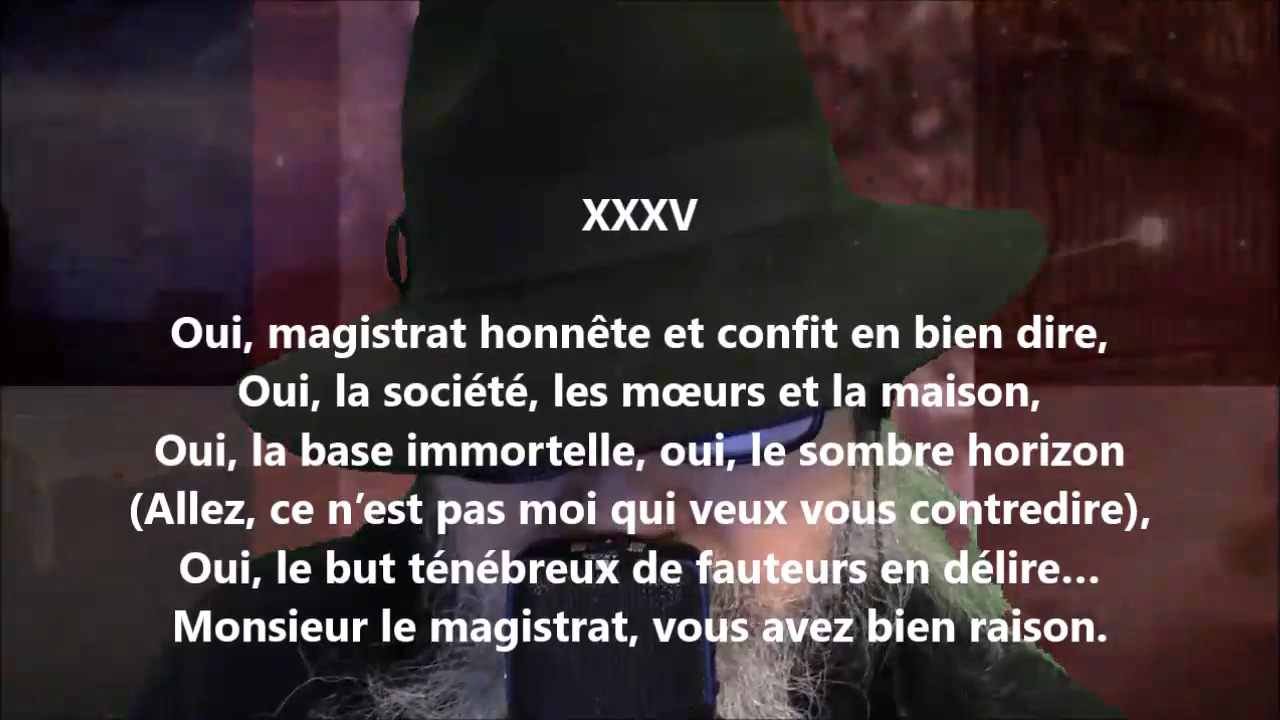 XXXV
Oui, magistrat honnête et confit en bien dire,
Oui, la société, les mœurs et la maison,
Oui, la base immortelle, oui, le sombre horizon
(Allez, ce n’est pas moi qui veux vous contredire),
Oui, le but ténébreux de fauteurs en délire…
Monsieur le magistrat, vous avez bien raison.